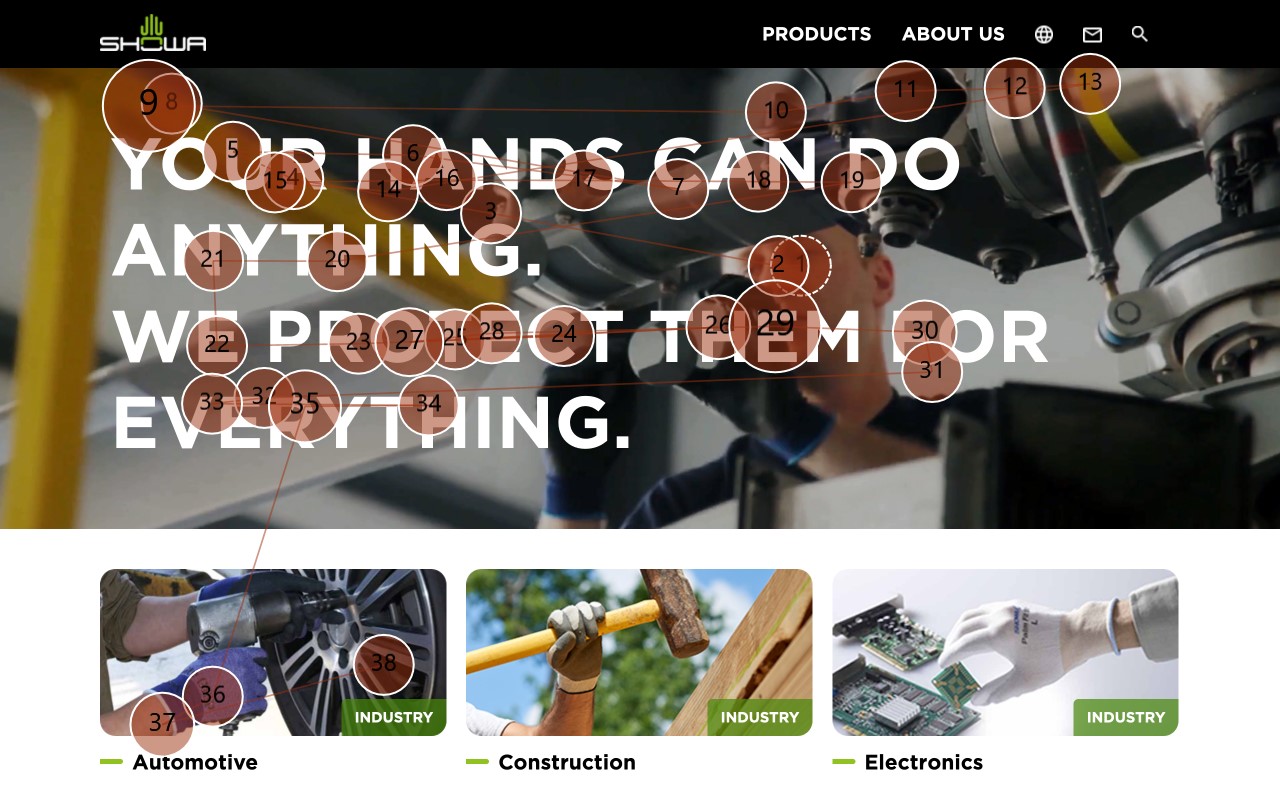 SHOWA
PRODUCTS ABOUT US
9 8 10 11 12 13
5 6 15 4 14 16 17 7 18 19 3
YOUR HANDS CAN DO
21 20 2 1
ANYTHING.
22 23 27 25 28 24 26 29 30
WE PROTECT THEM FOR
33 32 35 34 31
EVERYTHING.
36 37 38
INDUSTRY INDUSTRY INDUSTRY
Automotive Construction Electronics